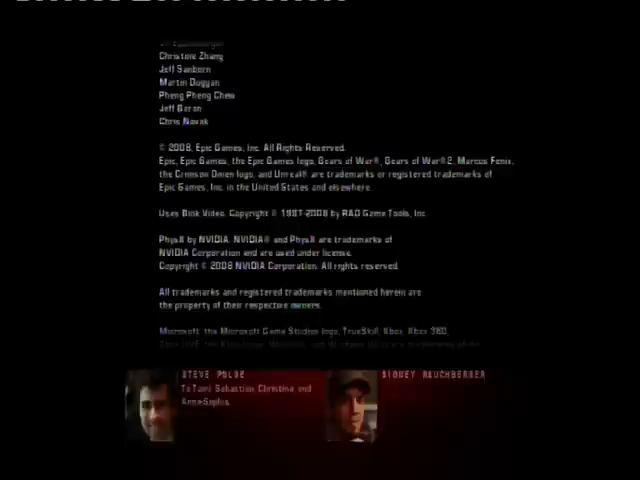 Christine Zhang
Jeff Sanborn
Martin Duggan
Pheng Pheng Chew
Jeff Baron
Chris Novak
© 2008, Epic Games, Inc. All Rights Reserved.
Epic, Epic Games, the Epic Games logo, Gears of War®, Gears of War®2, Marcus Fenix,
the Crimson Omen logo, and Unreal® are trademarks or registered trademarks of
Epic Games, Inc. in the United States and elsewhere.
Uses Bink Video. Copyright © 1997-2008 by RAD Game Tools, Inc.
PhysX by NVIDIA. NVIDIA® and PhysX are trademarks of
NVIDIA Corporation and are used under license.
Copyright © 2008 NVIDIA Corporation. All rights reserved.
All trademarks and registered trademarks mentioned herein are
the property of their respective owners.
Microsoft, the Microsoft Game Studios logo, TrueSkill, Xbox, Xbox 360,
STEVE POLGE
To Tami, Sebastian, Christina and
Anna-Sophia.
SIDNEY RAUCHBERGER